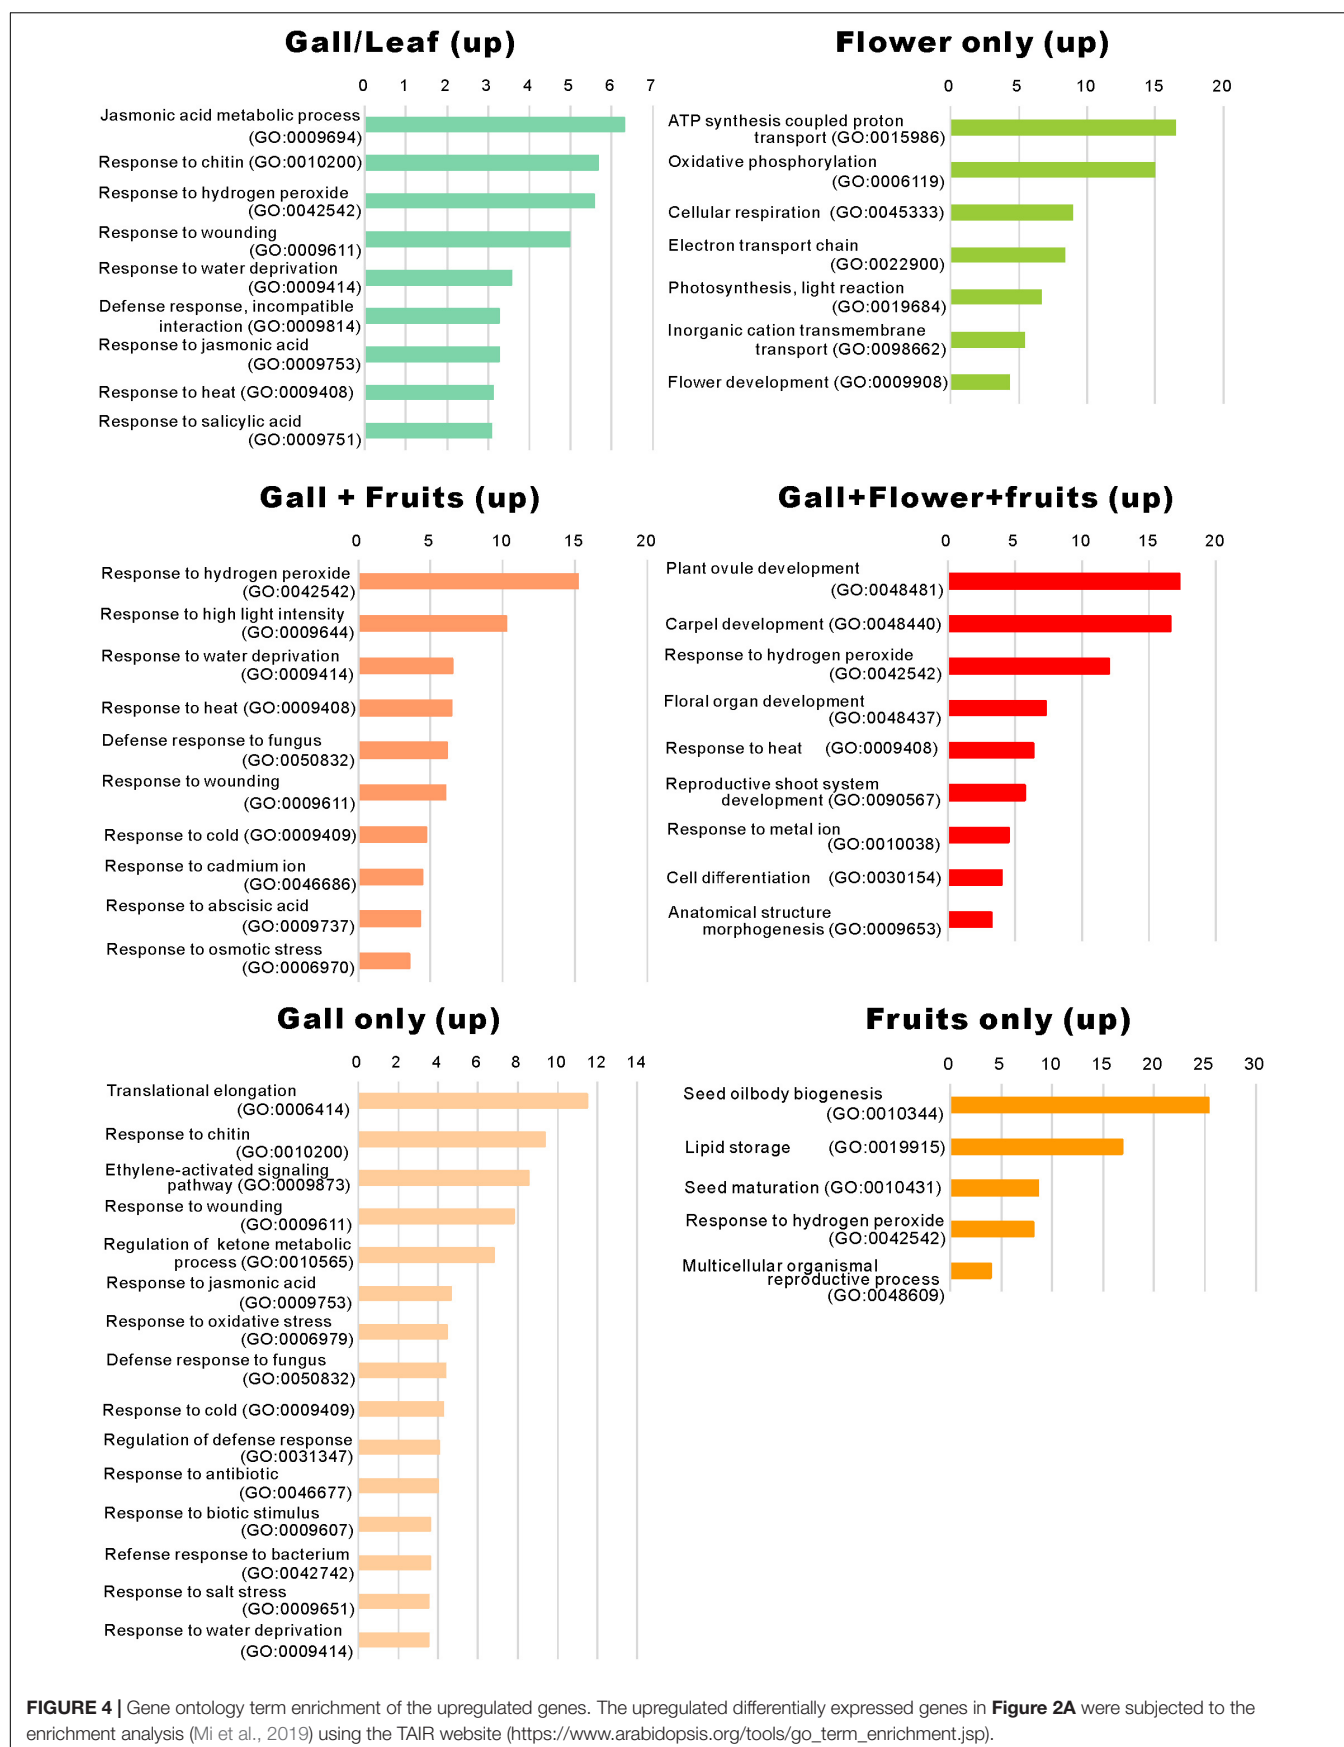 Gall/Leaf (up)
0 1 2 3 4 5 6 7
Jasmonic acid metabolic process
(GO:0009694)
Response to chitin (GO:0010200)
Response to hydrogen peroxide
(GO:0042542)
Response to wounding
(GO:0009611)
Response to water deprivation
(GO:0009414)
Defense response, incompatible
interaction (GO:0009814)
Response to jasmonic acid
(GO:0009753)
Response to heat (GO:0009408)
Response to salicylic acid
(GO:0009751)
Flower only (up)
0 5 10 15 20
ATP synthesis coupled proton
transport (GO:0015986)
Oxidative phosphorylation
(GO:0006119)
Cellular respiration (GO:0045333)
Electron transport chain
(GO:0022900)
Photosynthesis, light reaction
(GO:0019684)
Inorganic cation transmembrane
transport (GO:0098662)
Flower development (GO:0009908)
Gall + Fruits (up)
0 5 10 15 20
Response to hydrogen peroxide
(GO:0042542)
Response to high light intensity
(GO:0009644)
Response to water deprivation
(GO:0009414)
Response to heat (GO:0009408)
Defense response to fungus
(GO:0050832)
Response to wounding
(GO:0009611)
Response to cold (GO:0009409)
Response to cadmium ion
(GO:0046686)
Response to abscisic acid
(GO:0009737)
Response to osmotic stress
(GO:0006970)
Gall+Flower+fruits (up)
0 5 10 15 20
Plant ovule development
(GO:0048481)
Carpel development (GO:0048440)
Response to hydrogen peroxide
(GO:0042542)
Floral organ development
(GO:0048437)
Response to heat (GO:0009408)
Reproductive shoot system
development (GO:0090567)
Response to metal ion
(GO:0010038)
Cell differentiation (GO:0030154)
Anatomical structure
morphogenesis (GO:0009653)
Gall only (up)
0 2 4 6 8 10 12 14
Translational elongation
(GO:0006414)
Response to chitin
(GO:0010200)
Ethylene-activated signaling
pathway (GO:0009873)
Response to wounding
(GO:0009611)
Regulation of ketone metabolic
process (GO:0010565)
Response to jasmonic acid
(GO:0009753)
Response to oxidative stress
(GO:0006979)
Defense response to fungus
(GO:0050832)
Response to cold (GO:0009409)
Regulation of defense response
(GO:0031347)
Response to antibiotic
(GO:0046677)
Response to biotic stimulus
(GO:0009607)
Refense response to bacterium
(GO:0042742)
Response to salt stress
(GO:0009651)
Response to water deprivation
(GO:0009414)
Fruits only (up)
0 5 10 15 20 25 30
Seed oilbody biogenesis
(GO:0010344)
Lipid storage (GO:0019915)
Seed maturation (GO:0010431)
Response to hydrogen peroxide
(GO:0042542)
Multicellular organismal
reproductive process
(GO:0048609)
FIGURE 4 | Gene ontology term enrichment of the upregulated genes. The upregulated differentially expressed genes in Figure 2A were subjected to the
enrichment analysis (Mi et al., 2019) using the TAIR website (https://www.arabidopsis.org/tools/go_term_enrichment.jsp).